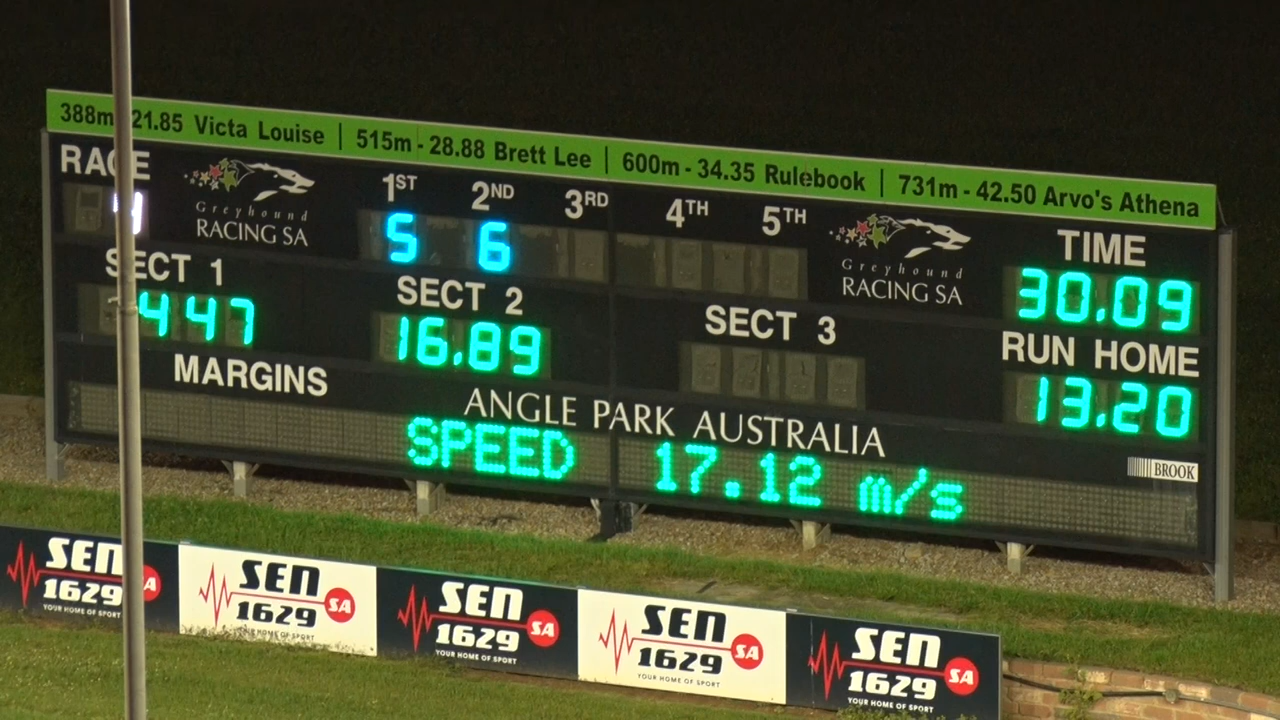 388m 21.85 Victa Louise | 515m - 28.88 Brett Lee | 600m - 34.35 Rulebook | 731m - 42.50 Arvo's Athena
RACE
Greyhound
RACING SA
1ST 2ND 3RD 4TH 5TH
5 6
Greyhound
RACING SA
TIME
30.09
SECT 1
4 47
SECT 2
16.89
SECT 3
RUN HOME
13.20
MARGINS
ANGLE PARK AUSTRALIA
SPEED 17.12 m/s
BROOK
SEN
1629
YOUR HOME OF SPORT
SEN
1629 SA
YOUR HOME OF SPORT
SEN
1629 SA
YOUR HOME OF SPORT
SEN
1629 SA
YOUR HOME OF SPORT
SEN
1629 SA
YOUR HOME OF SPORT